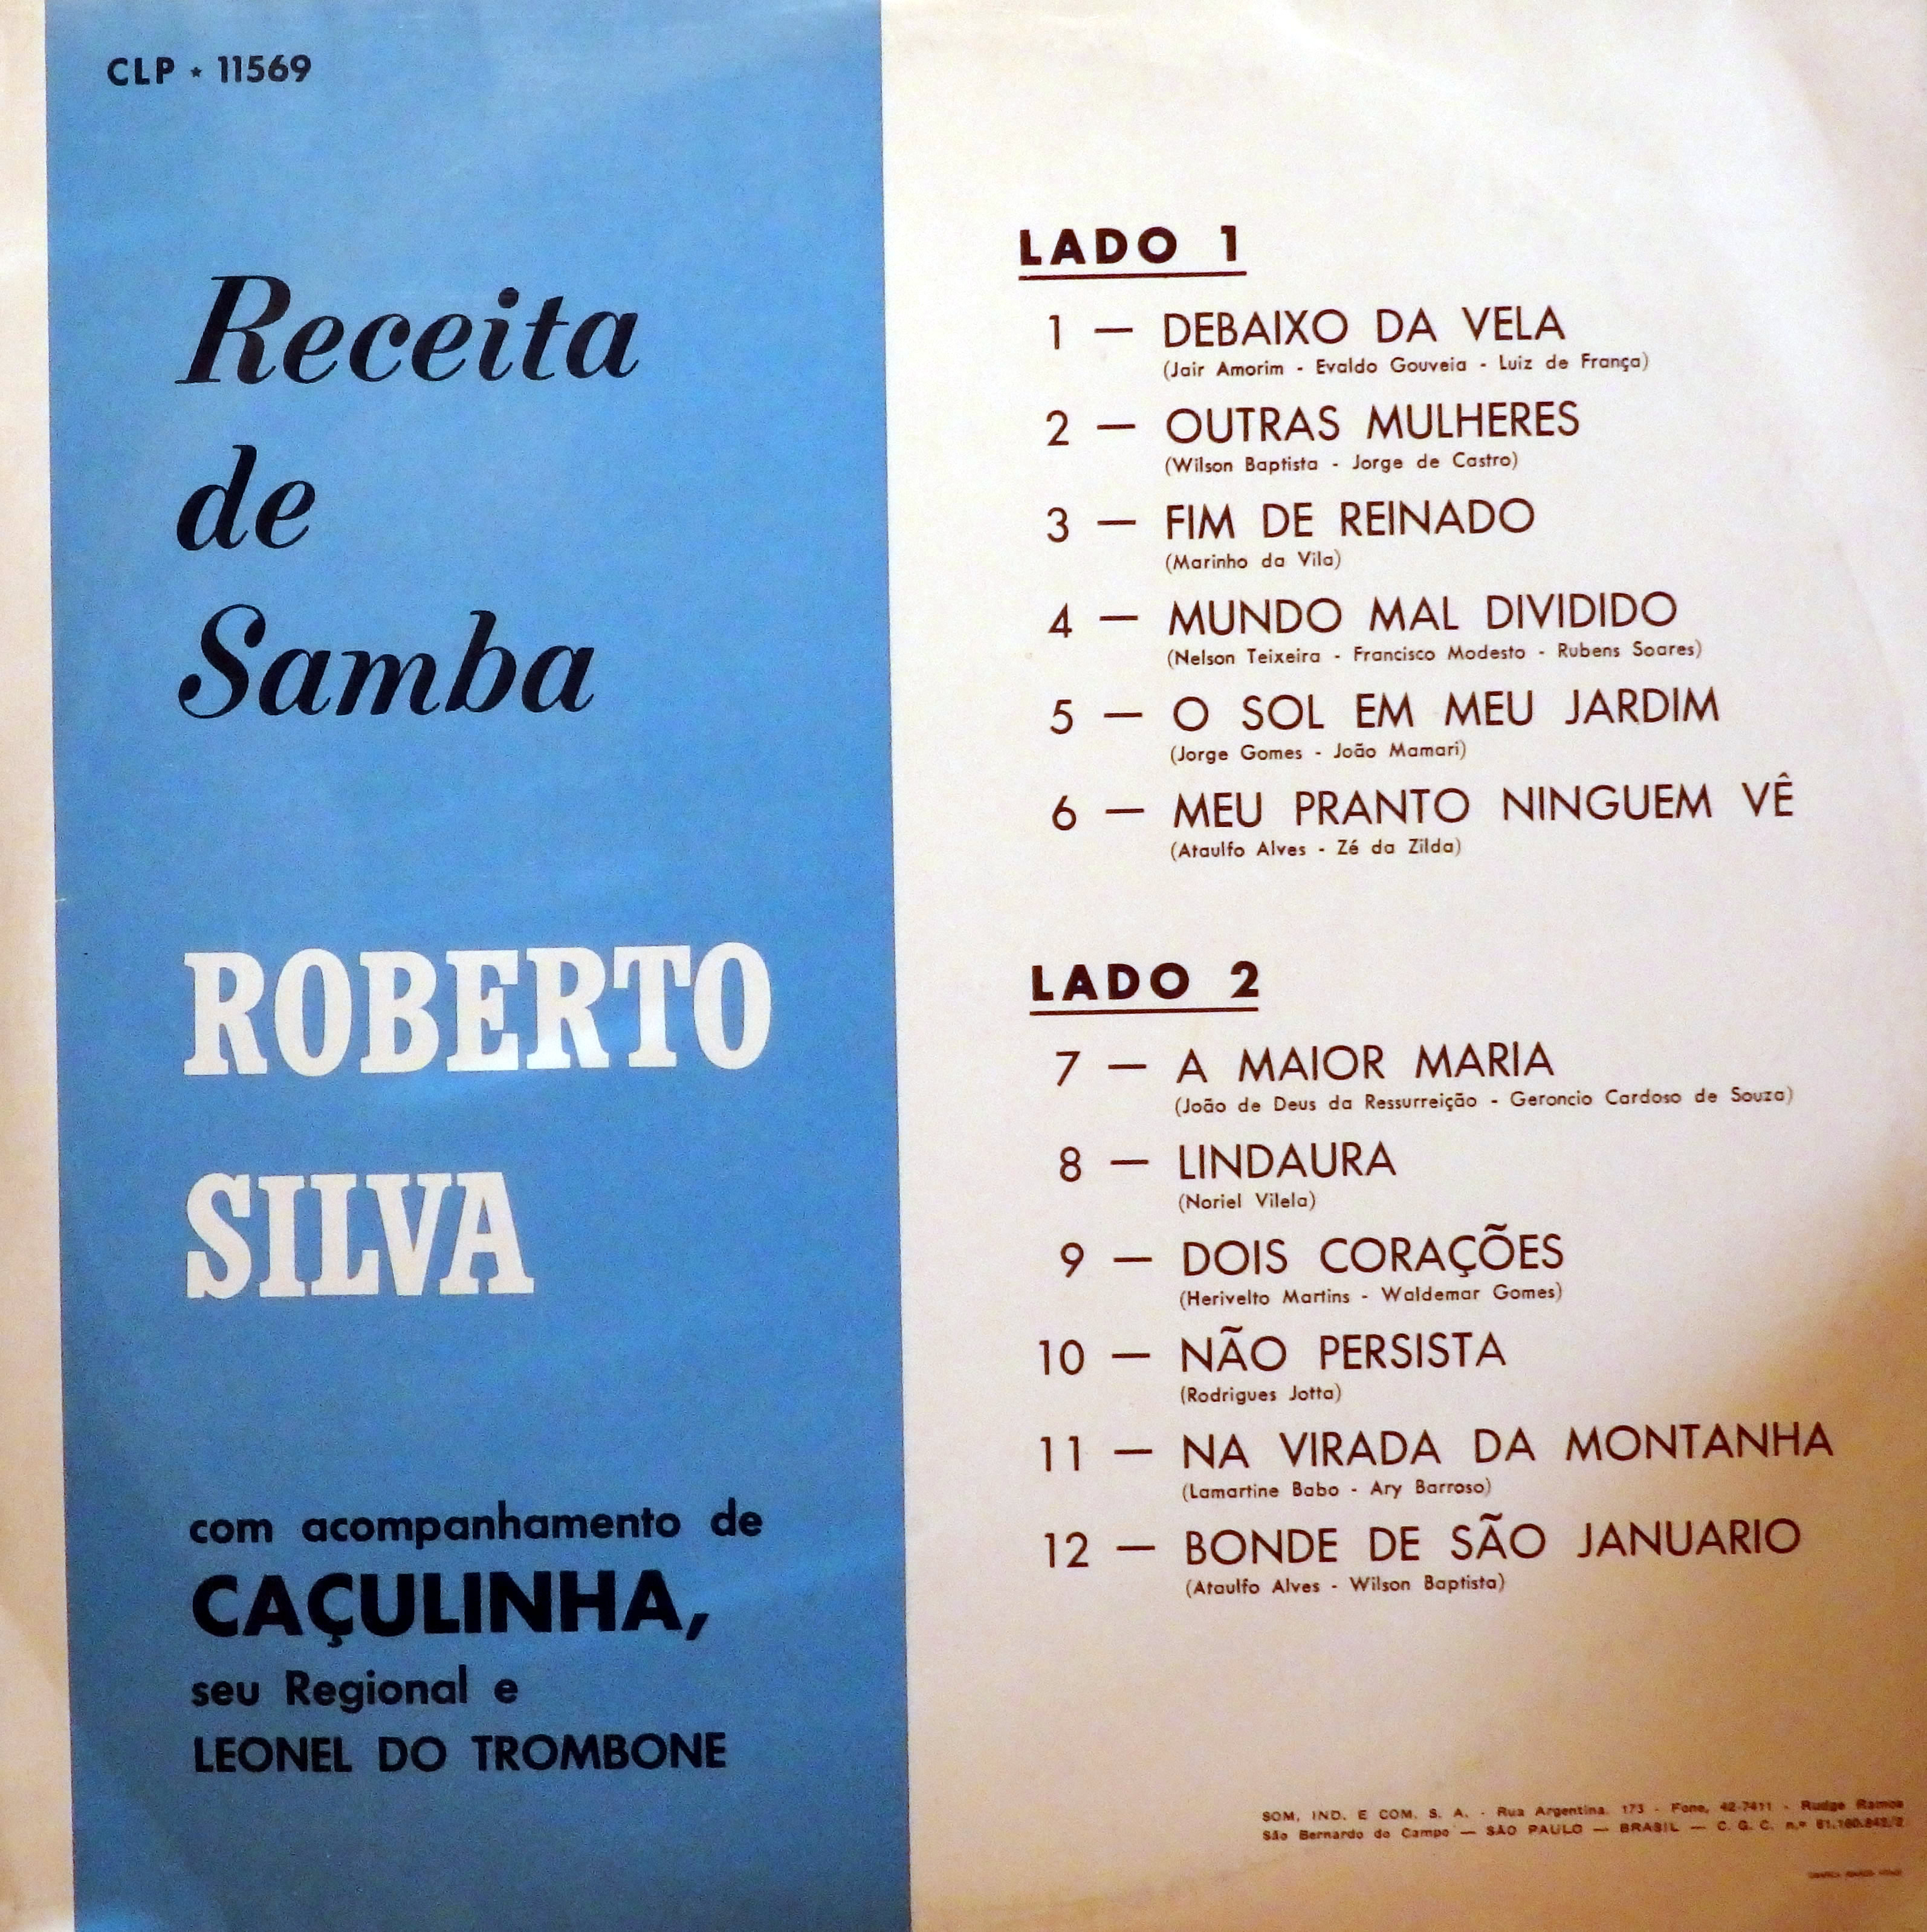 CLP ★ 11569
Receita
de
Samba
ROBERTO
SILVA
com acompanhamento de
CAÇULINHA,
seu Regional e
LEONEL DO TROMBONE
LADO 1
1 — DEBAIXO DA VELA
(Jair Amorim - Evaldo Gouveia - Luiz de França)
2 — OUTRAS MULHERES
(Wilson Baptista - Jorge de Castro)
3 — FIM DE REINADO
(Marinho da Vila)
4 — MUNDO MAL DIVIDIDO
(Nelson Teixeira - Francisco Modesto - Rubens Soares)
5 — O SOL EM MEU JARDIM
(Jorge Gomes - João Mamari)
6 — MEU PRANTO NINGUEM VÊ
(Ataulfo Alves - Zé da Zilda)
LADO 2
7 — A MAIOR MARIA
(João de Deus da Ressurreição - Geroncio Cardoso de Souza)
8 — LINDAURA
(Noriel Vilela)
9 — DOIS CORAÇÕES
(Herivelto Martins - Waldemar Gomes)
10 — NÃO PERSISTA
(Rodrigues Jotta)
11 — NA VIRADA DA MONTANHA
(Lamartine Babo - Ary Barroso)
12 — BONDE DE SÃO JANUARIO
(Ataulfo Alves - Wilson Baptista)
SOM, IND. E COM. S. A. - Rua Argentina, 173 - Fone, 42-7411 - Rudge Ramos
São Bernardo do Campo — SÃO PAULO — BRASIL — C. G. C. n.º